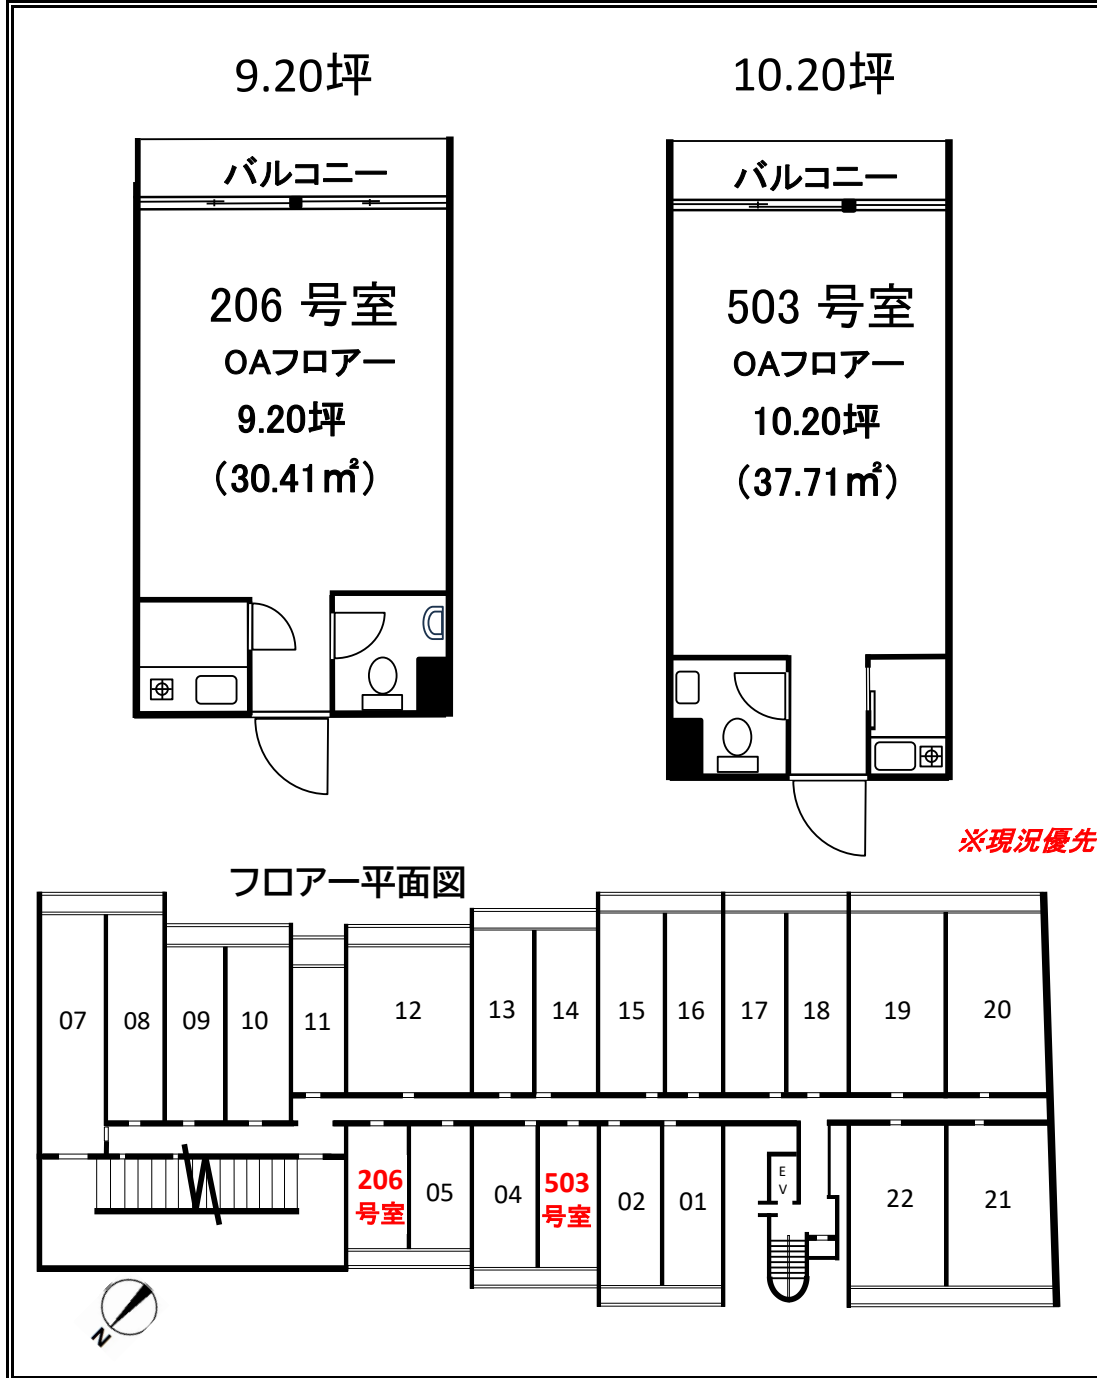 9.20坪
10.20坪
バルコニー
206 号室
OAフロアー
9.20坪
(30.41㎡)
バルコニー
503 号室
OAフロアー
10.20坪
(37.71㎡)
※現況優先
フロアー平面図
07 08 09 10 11 12 13 14 15 16 17 18 19 20
206
号室
05 04
503
号室
02 01
E
V
22 21
N